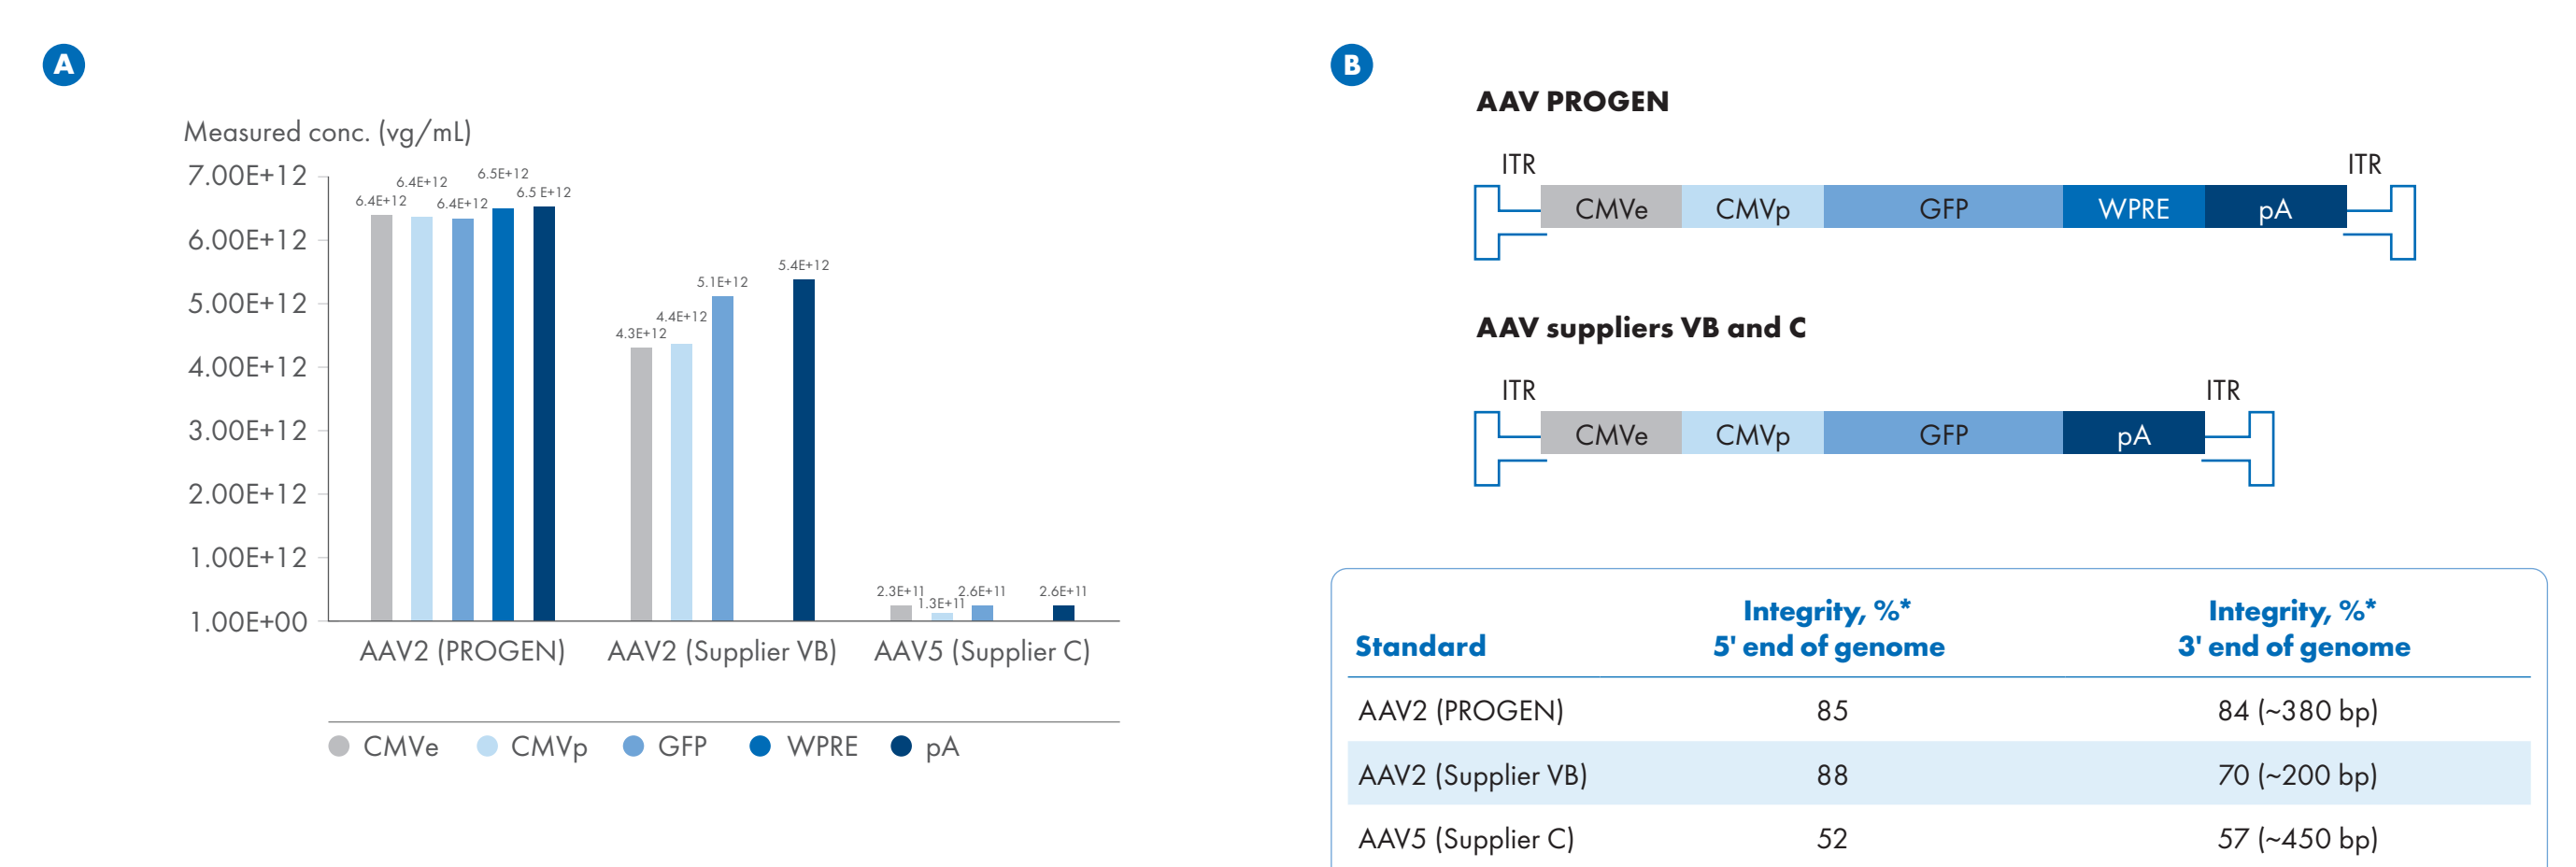 A
Measured conc. (vg/mL)
7.00E+12
6.00E+12
5.00E+12
4.00E+12
3.00E+12
2.00E+12
1.00E+12
1.00E+00
6.4E+12
6.4E+12
6.4E+12
6.5E+12
6.5 E+12
4.3E+12
4.4E+12
5.1E+12
5.4E+12
2.3E+11
1.3E+11
2.6E+11
2.6E+11
AAV2 (PROGEN)
AAV2 (Supplier VB)
AAV5 (Supplier C)
CMVe CMVp GFP WPRE pA
B
AAV PROGEN
ITR ITR
CMVe CMVp GFP WPRE pA
AAV suppliers VB and C
ITR ITR
CMVe CMVp GFP pA
Integrity, %* Integrity, %*
Standard 5' end of genome 3' end of genome
AAV2 (PROGEN) 85 84 (~380 bp)
AAV2 (Supplier VB) 88 70 (~200 bp)
AAV5 (Supplier C) 52 57 (~450 bp)